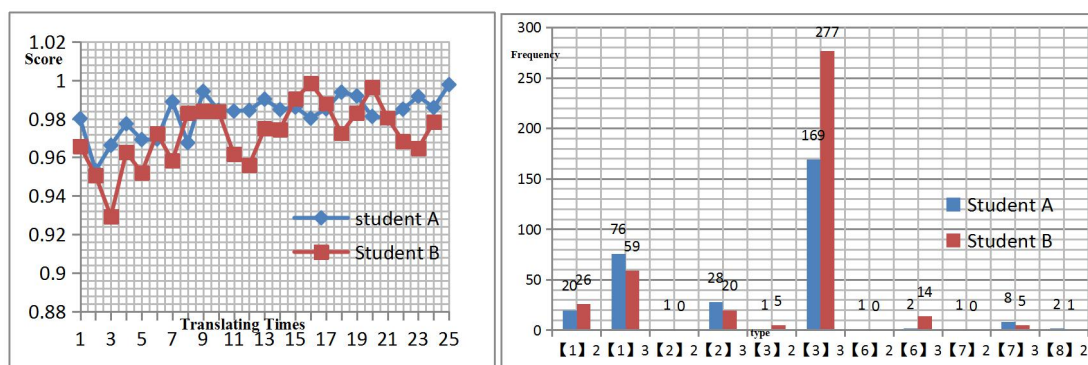 1.02
Score
1
0.98
0.96
0.94
0.92
0.9
0.88
student A
Student B
Translating Times
1 3 5 7 9 11 13 15 17 19 21 23 25
300
Frequency
250
200
150
100
50
0
20 26 76 59 1 0 28 20 1 5 169 277 1 0 2 14 1 0 8 5 2 1
Student A
Student B
type
【1】2 【1】3 【2】2 【2】3 【3】2 【3】3 【6】2 【6】3 【7】2 【7】3 【8】2